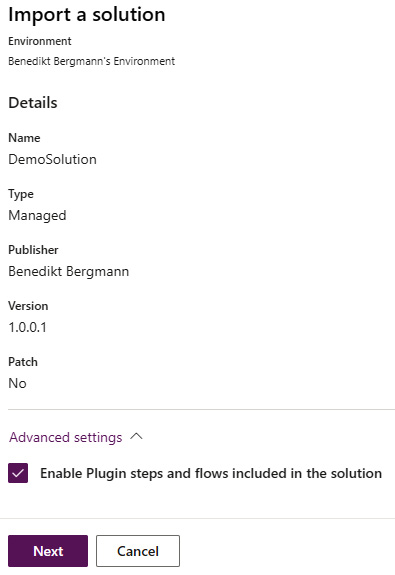 Import a solution
Environment
Benedikt Bergmann's Environment
Details
Name
DemoSolution
Type
Managed
Publisher
Benedikt Bergmann
Version
1.0.0.1
Patch
No
Advanced settings
Enable Plugin steps and flows included in the solution
Next
Cancel